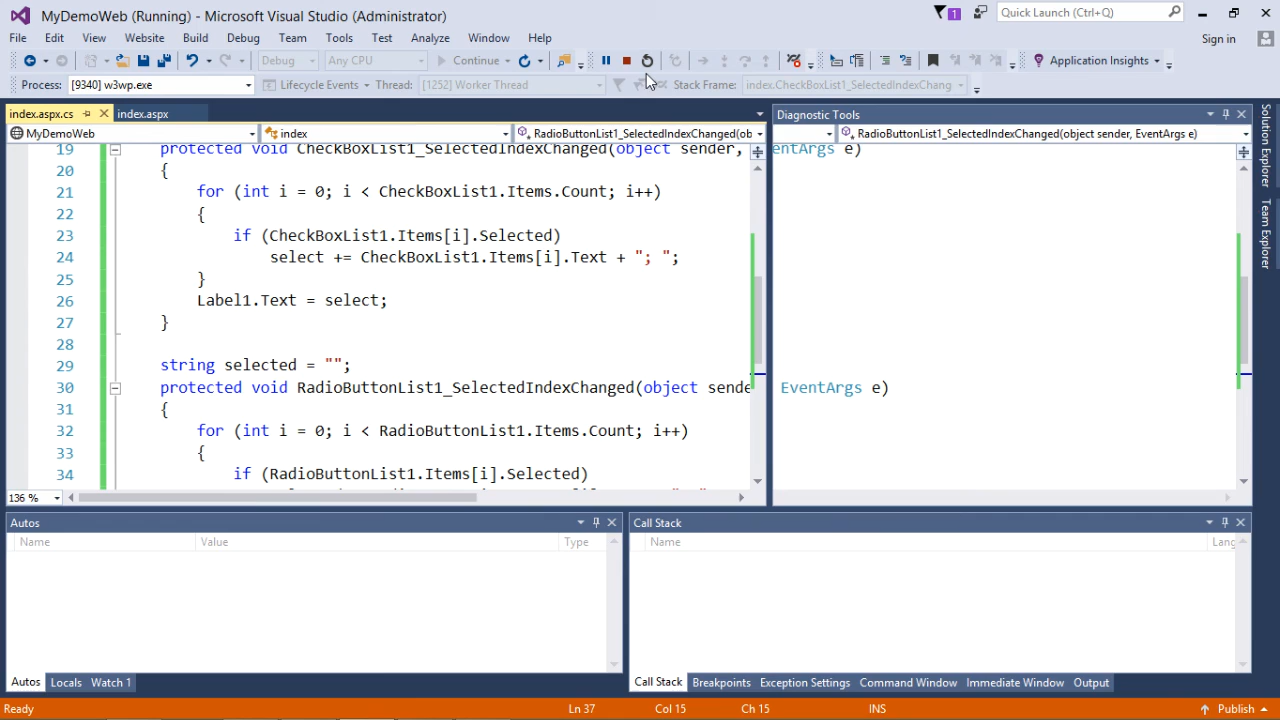 MyDemoWeb (Running) - Microsoft Visual Studio (Administrator)
1
Quick Launch (Ctrl+Q)
File Edit View Website Build Debug Team Tools Test Analyze Window Help
Sign in
Debug Any CPU Continue Application Insights
Process: [9340] w3wp.exe Lifecycle Events Thread: [1252] Worker Thread Stack Frame: index.CheckBoxList1_SelectedIndexChang
index.aspx.cs index.aspx
Diagnostic Tools
MyDemoWeb index RadioButtonList1_SelectedIndexChanged(ob
RadioButtonList1_SelectedIndexChanged(object sender, EventArgs e)
19 protected void CheckBoxList1_SelectedIndexChanged(object sender, entArgs e)
20 {
21 for (int i = 0; i < CheckBoxList1.Items.Count; i++)
22 {
23 if (CheckBoxList1.Items[i].Selected)
24 select += CheckBoxList1.Items[i].Text + "; ";
25 }
26 Label1.Text = select;
27 }
28
29 string selected = "";
30 protected void RadioButtonList1_SelectedIndexChanged(object sende EventArgs e)
31 {
32 for (int i = 0; i < RadioButtonList1.Items.Count; i++)
33 {
34 if (RadioButtonList1.Items[i].Selected)
136 %
Autos
Name Value Type
Call Stack
Name Lang
Autos Locals Watch 1
Call Stack Breakpoints Exception Settings Command Window Immediate Window Output
Ready Ln 37 Col 15 Ch 15 INS Publish
Solution Explorer
Team Explorer